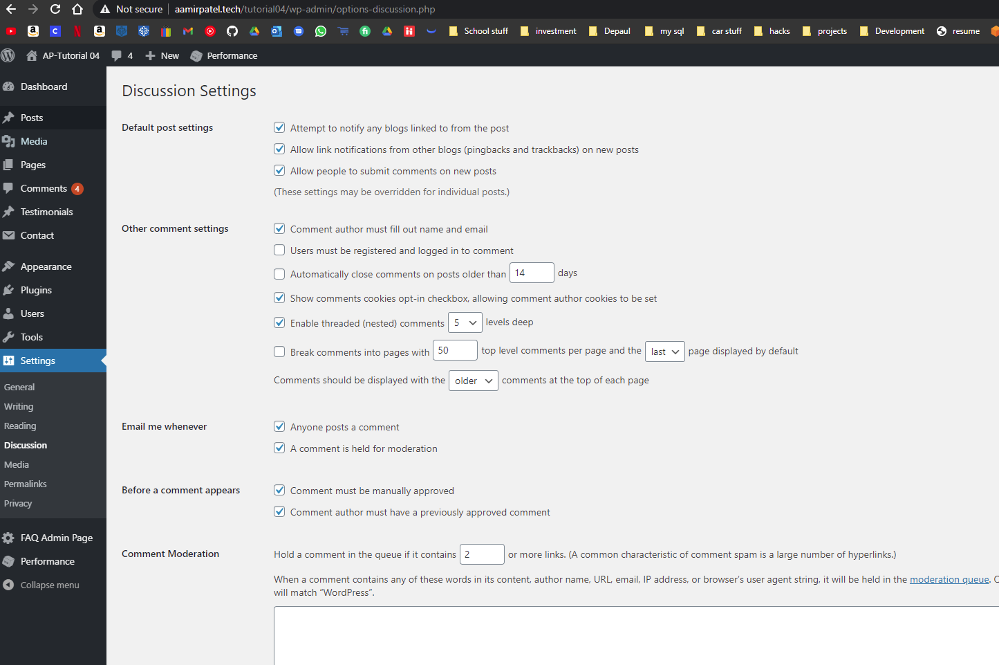 Not secure aamirpatel.tech/tutorial04/wp-admin/options-discussion.php
School stuff investment Depaul my sql car stuff hacks projects Development resume
AP-Tutorial 04 4 New Performance
Dashboard
Posts
Media
Pages
Comments 4
Testimonials
Contact
Appearance
Plugins
Users
Tools
Settings
General
Writing
Reading
Discussion
Media
Permalinks
Privacy
FAQ Admin Page
Performance
Collapse menu
Discussion Settings
Default post settings
Attempt to notify any blogs linked to from the post
Allow link notifications from other blogs (pingbacks and trackbacks) on new posts
Allow people to submit comments on new posts
(These settings may be overridden for individual posts.)
Other comment settings
Comment author must fill out name and email
Users must be registered and logged in to comment
Automatically close comments on posts older than 14 days
Show comments cookies opt-in checkbox, allowing comment author cookies to be set
Enable threaded (nested) comments 5 levels deep
Break comments into pages with 50 top level comments per page and the last page displayed by default
Comments should be displayed with the older comments at the top of each page
Email me whenever
Anyone posts a comment
A comment is held for moderation
Before a comment appears
Comment must be manually approved
Comment author must have a previously approved comment
Comment Moderation
Hold a comment in the queue if it contains 2 or more links. (A common characteristic of comment spam is a large number of hyperlinks.)
When a comment contains any of these words in its content, author name, URL, email, IP address, or browser’s user agent string, it will be held in the moderation queue.
will match “WordPress”.